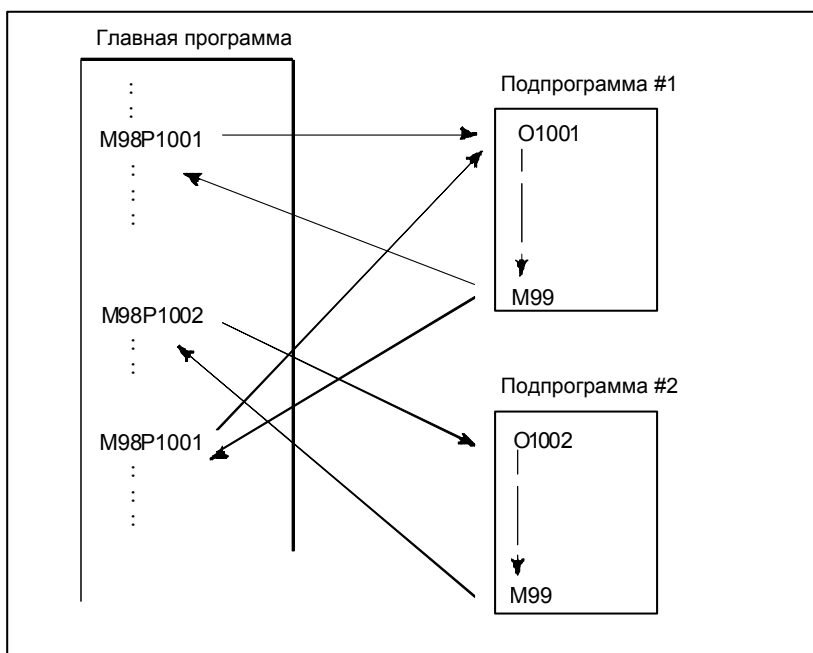 Главная программа
M98P1001
M98P1002
M98P1001
Подпрограмма #1
O1001
M99
Подпрограмма #2
O1002
M99